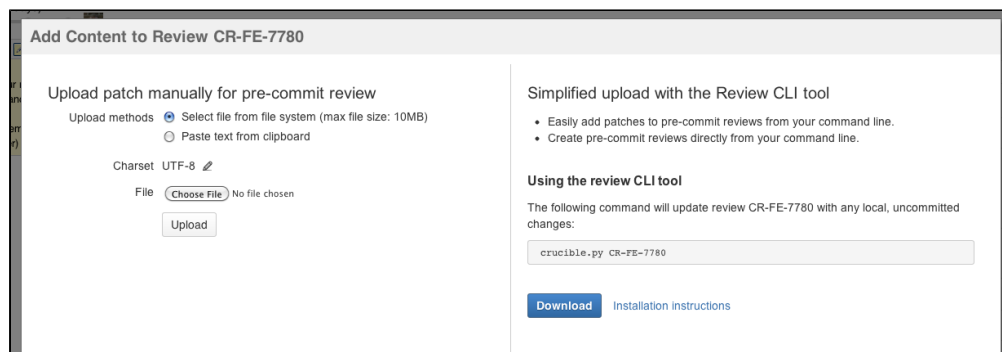 Add Content to Review CR-FE-7780
Upload patch manually for pre-commit review
Upload methods
Select file from file system (max file size: 10MB)
Paste text from clipboard
Charset UTF-8
File Choose File No file chosen
Upload
Simplified upload with the Review CLI tool
• Easily add patches to pre-commit reviews from your command line.
• Create pre-commit reviews directly from your command line.
Using the review CLI tool
The following command will update review CR-FE-7780 with any local, uncommitted
changes:
crucible.py CR-FE-7780
Download Installation instructions